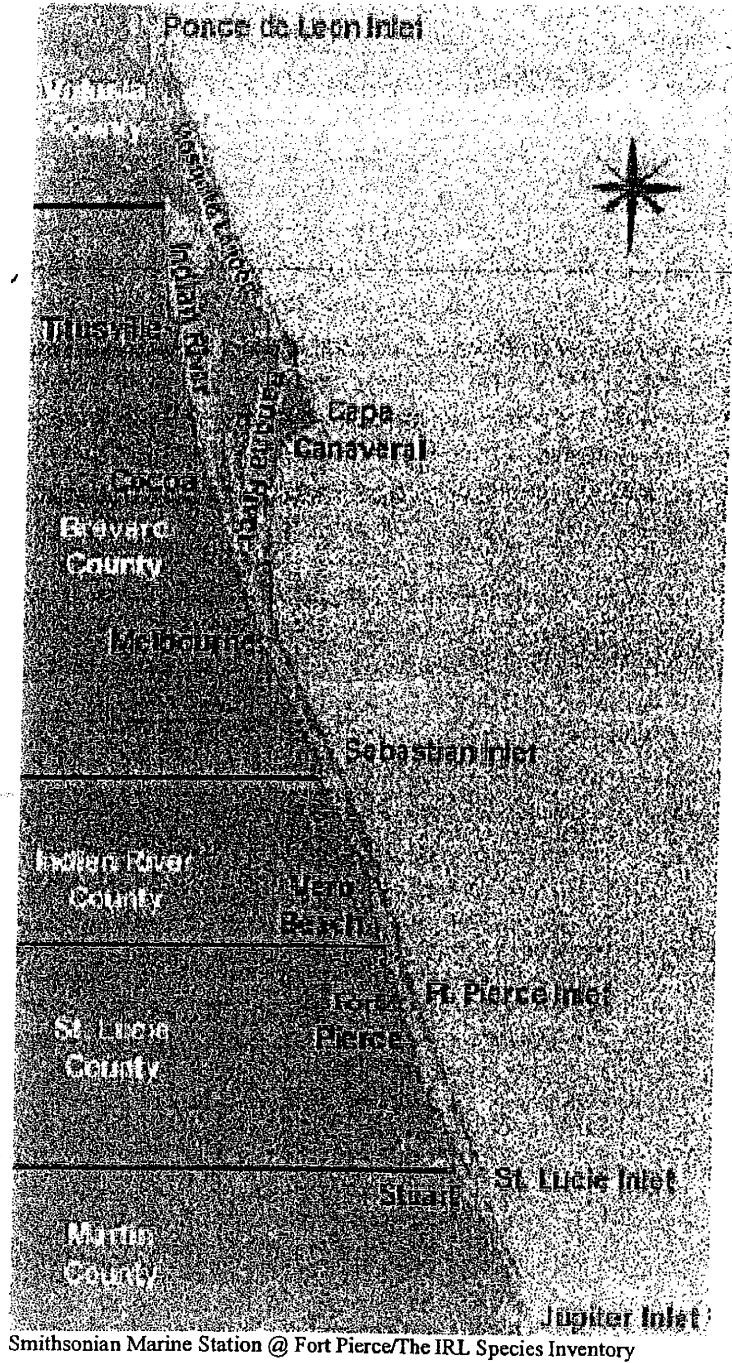 Ponce de Leon Inlet
Volusia
County
Mosquito Lagoon
Indian River
Titusville
Banana River
Cape
Canaveral
Cocoa
Brevard
County
Melbourne
Sebastian Inlet
Indian River
County
Vero
Beach
Ft. Pierce Inlet
Fort
Pierce
St. Lucie
County
St. Lucie Inlet
Stuart
Martin
County
Jupiter Inlet
Smithsonian Marine Station @ Fort Pierce/The IRL Species Inventory